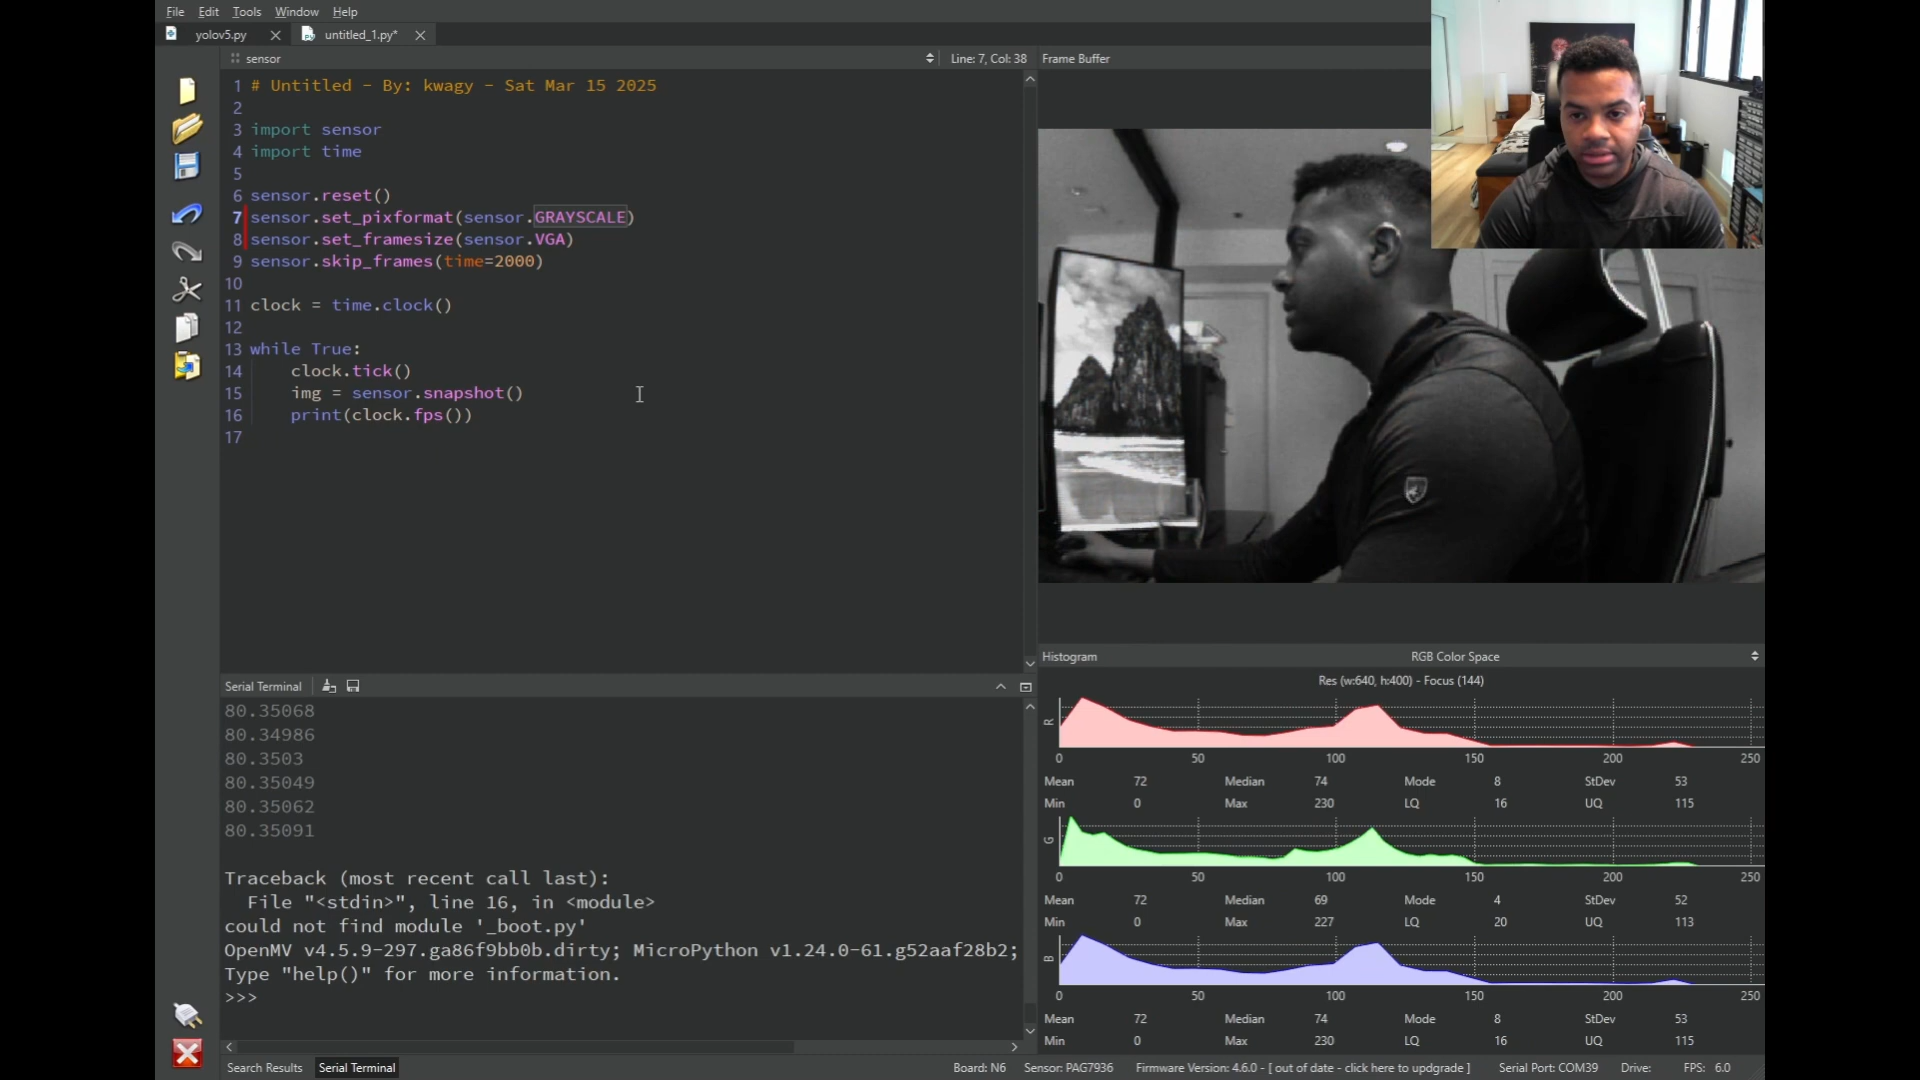 File Edit Tools Window Help
yolov5.py untitled_1.py*
sensor Line: 7, Col: 38 Frame Buffer
1 # Untitled - By: kwagy - Sat Mar 15 2025
2
3 import sensor
4 import time
5
6 sensor.reset()
7 sensor.set_pixformat(sensor.GRAYSCALE)
8 sensor.set_framesize(sensor.VGA)
9 sensor.skip_frames(time=2000)
10
11 clock = time.clock()
12
13 while True:
14 clock.tick()
15 img = sensor.snapshot()
16 print(clock.fps())
17
Serial Terminal
80.35068
80.34986
80.3503
80.35049
80.35062
80.35091
Traceback (most recent call last):
File "<stdin>", line 16, in <module>
could not find module '_boot.py'
OpenMV v4.5.9-297.ga86f9bb0b.dirty; MicroPython v1.24.0-61.g52aaf28b2;
Type "help()" for more information.
>>>
Histogram RGB Color Space
Res (w:640, h:400) - Focus (144)
R
0 50 100 150 200 250
Mean 72 Median 74 Mode 8 StDev 53
Min 0 Max 230 LQ 16 UQ 115
G
0 50 100 150 200 250
Mean 72 Median 69 Mode 4 StDev 52
Min 0 Max 227 LQ 20 UQ 113
B
0 50 100 150 200 250
Mean 72 Median 74 Mode 8 StDev 53
Min 0 Max 230 LQ 16 UQ 115
Search Results Serial Terminal Board: N6 Sensor: PAG7936 Firmware Version: 4.6.0 - [ out of date - click here to updgrade ] Serial Port: COM39 Drive: FPS: 6.0